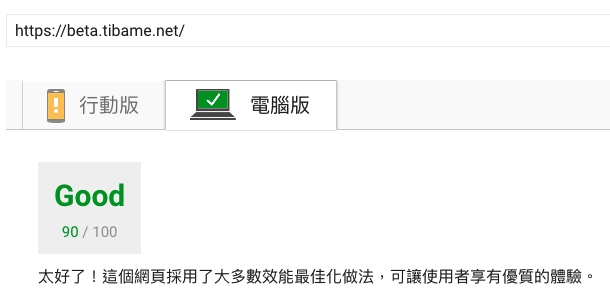 https://beta.tibame.net/
行動版
電腦版
Good
90 / 100
太好了！這個網頁採用了大多數效能最佳化做法，可讓使用者享有優質的體驗。